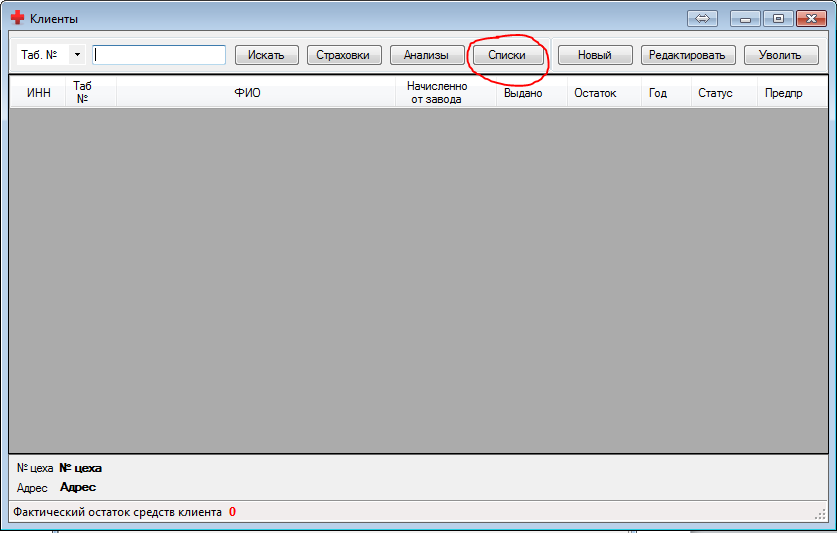 Клиенты
Таб. № Искать Страховки Анализы Списки Новый Редактировать Уволить
ИНН Таб № ФИО Начисленно от завода Выдано Остаток Год Статус Предпр
№ цеха № цеха
Адрес Адрес
Фактический остаток средств клиента 0